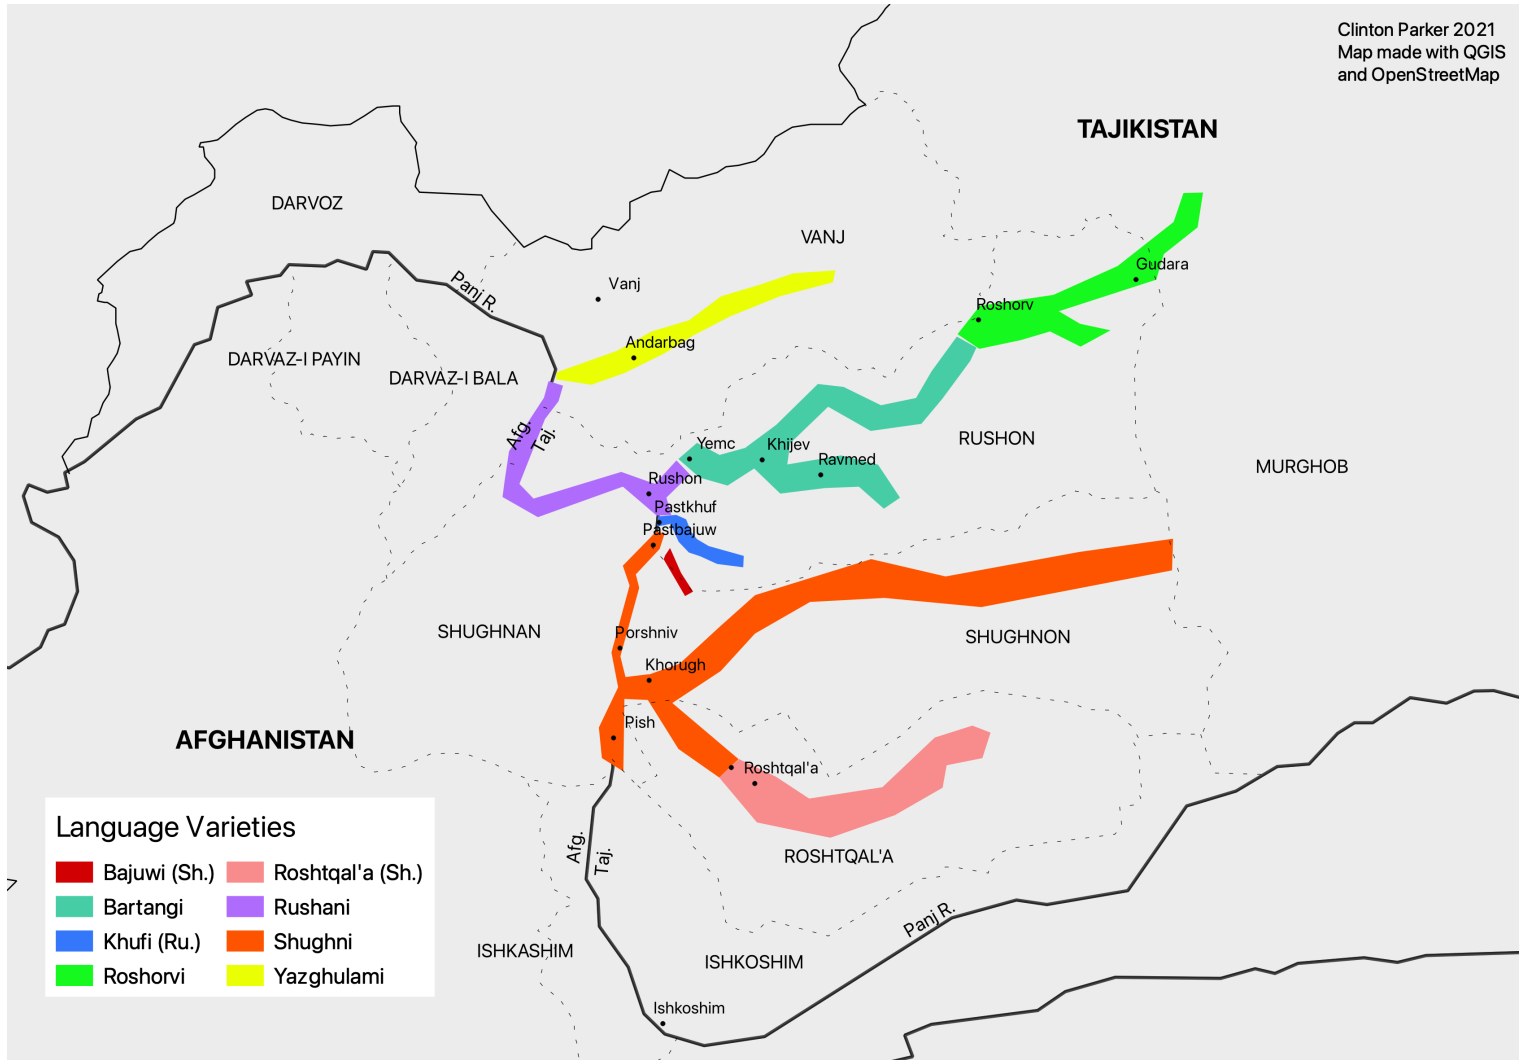 Clinton Parker 2021
Map made with QGIS
and OpenStreetMap
TAJIKISTAN
DARVOZ
VANJ
Gudara
Vanj
Panj R.
Roshorv
Andarbag
DARVAZ-I PAYIN
DARVAZ-I BALA
Afg.
Taj.
Yemc
Khijev
RUSHON
Ravmed
MURGHOB
Rushon
Pastkhuf
Pastbajuw
SHUGHNAN
Porshniv
SHUGHNON
Khorugh
Pish
AFGHANISTAN
Roshtqal'a
Language Varieties
Bajuwi (Sh.)
Roshtqal'a (Sh.)
Bartangi
Rushani
Khufi (Ru.)
Shughni
Roshorvi
Yazghulami
Afg.
Taj.
ROSHTQAL'A
Panj R.
ISHKASHIM
ISHKOSHIM
Ishkoshim